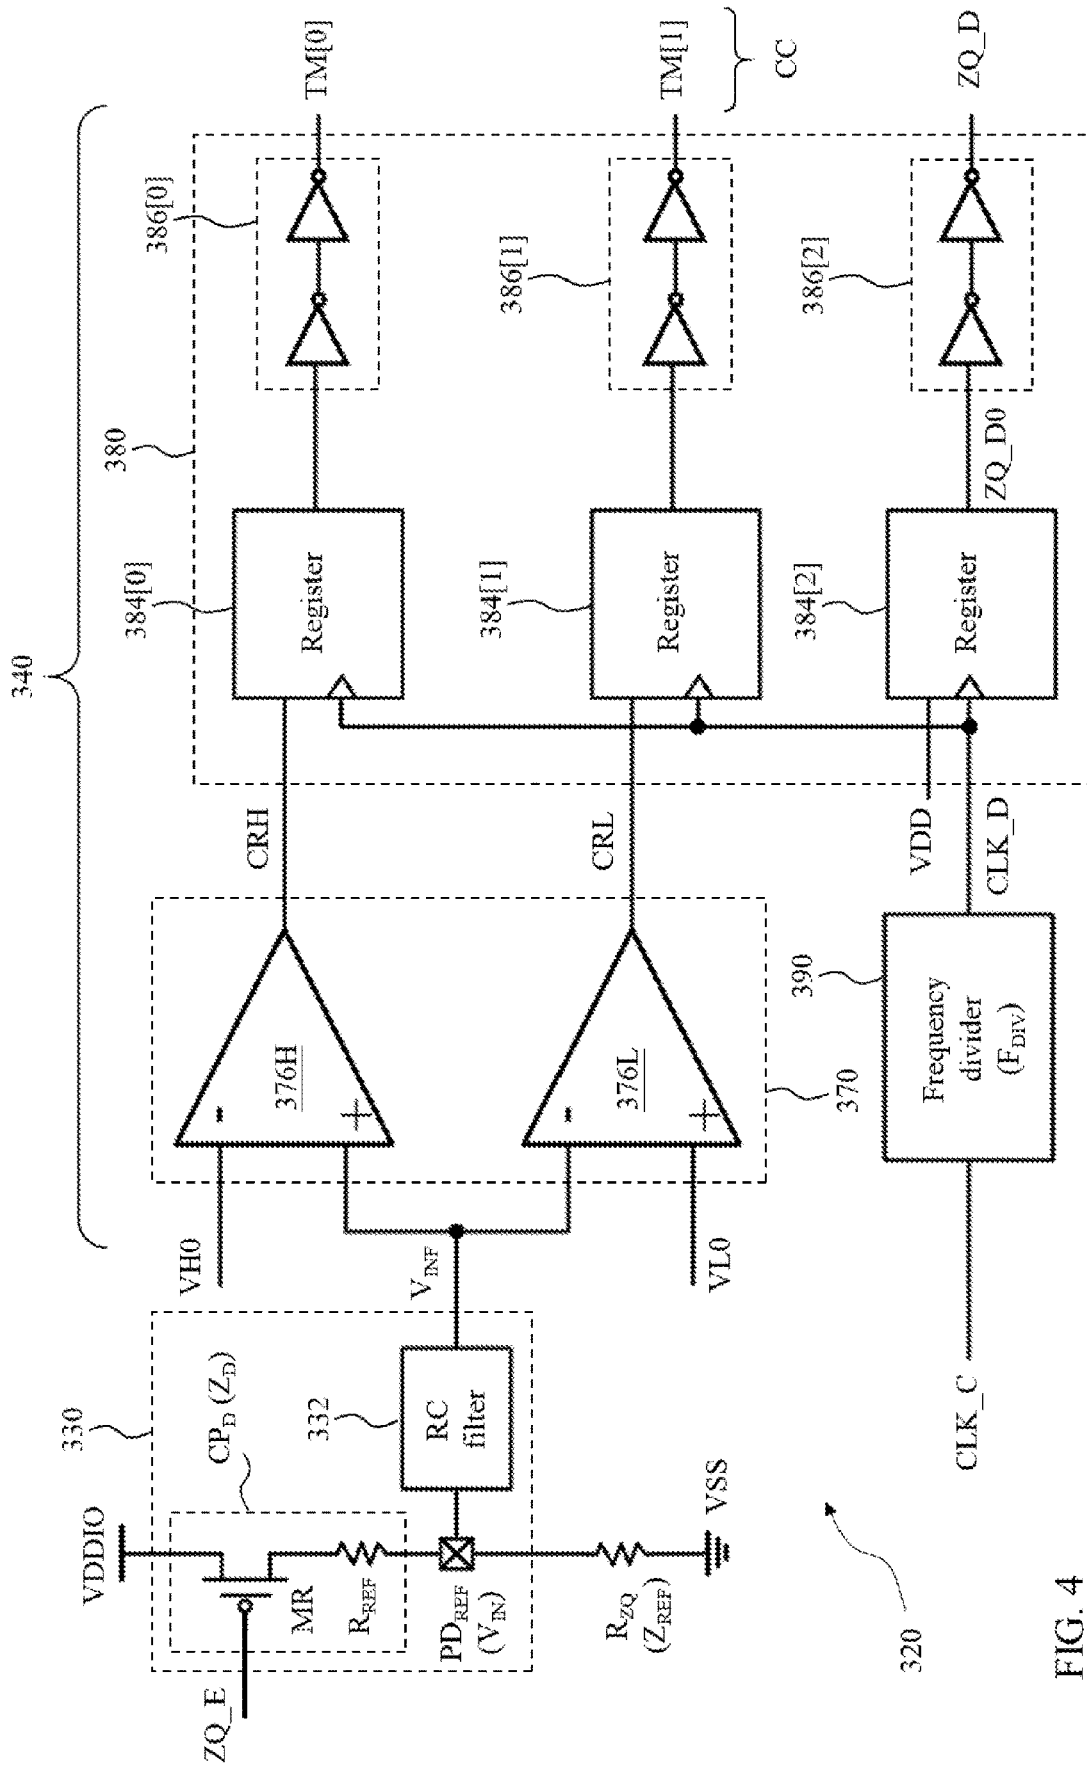 340
330
VDDIO
CP_D (Z_D)
ZQ_E
MR
R_REF
PD_REF
(V_IN)
R_ZQ
(Z_REF)
VSS
332
RC
filter
V_INF
VH0
VL0
376H
-
+
376L
-
+
370
CRH
CRL
380
384[0]
Register
386[0]
TM[0]
384[1]
Register
386[1]
TM[1]
CC
384[2]
Register
386[2]
ZQ_D0
ZQ_D
VDD
CLK_D
390
Frequency
divider
(F_DIV)
CLK_C
320
FIG. 4